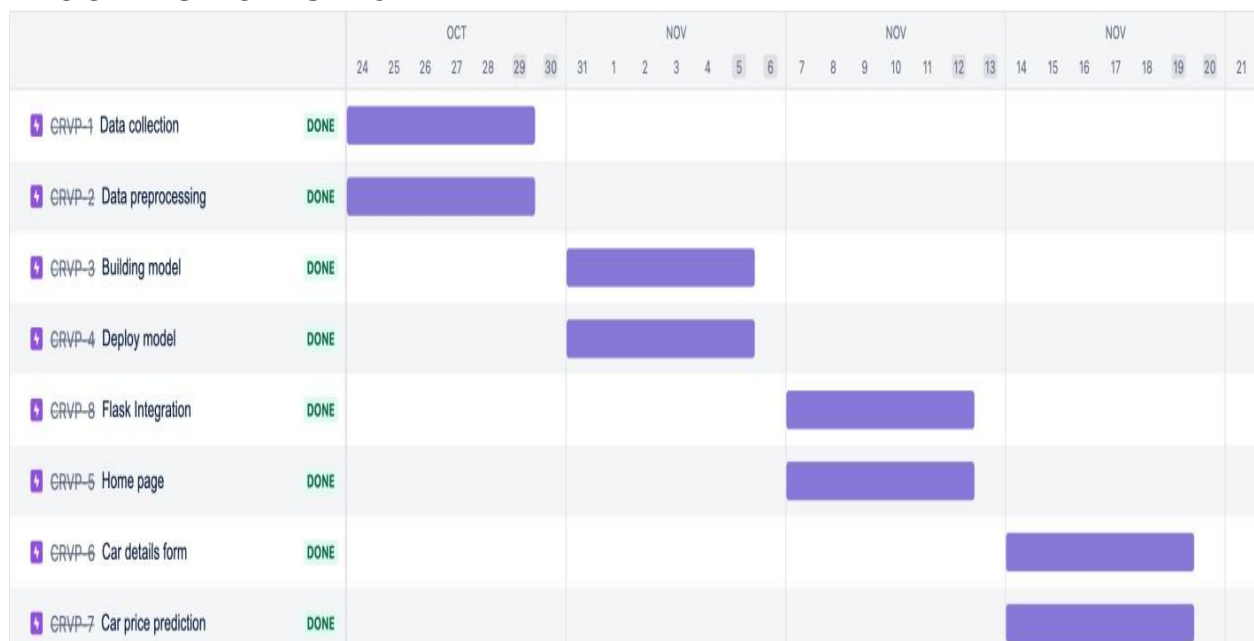 OCT NOV NOV NOV
24 25 26 27 28 29 30 31 1 2 3 4 5 6 7 8 9 10 11 12 13 14 15 16 17 18 19 20 21
CRVP-1 Data collection DONE
CRVP-2 Data preprocessing DONE
CRVP-3 Building model DONE
CRVP-4 Deploy model DONE
CRVP-8 Flask Integration DONE
CRVP-5 Home page DONE
CRVP-6 Car details form DONE
CRVP-7 Car price prediction DONE